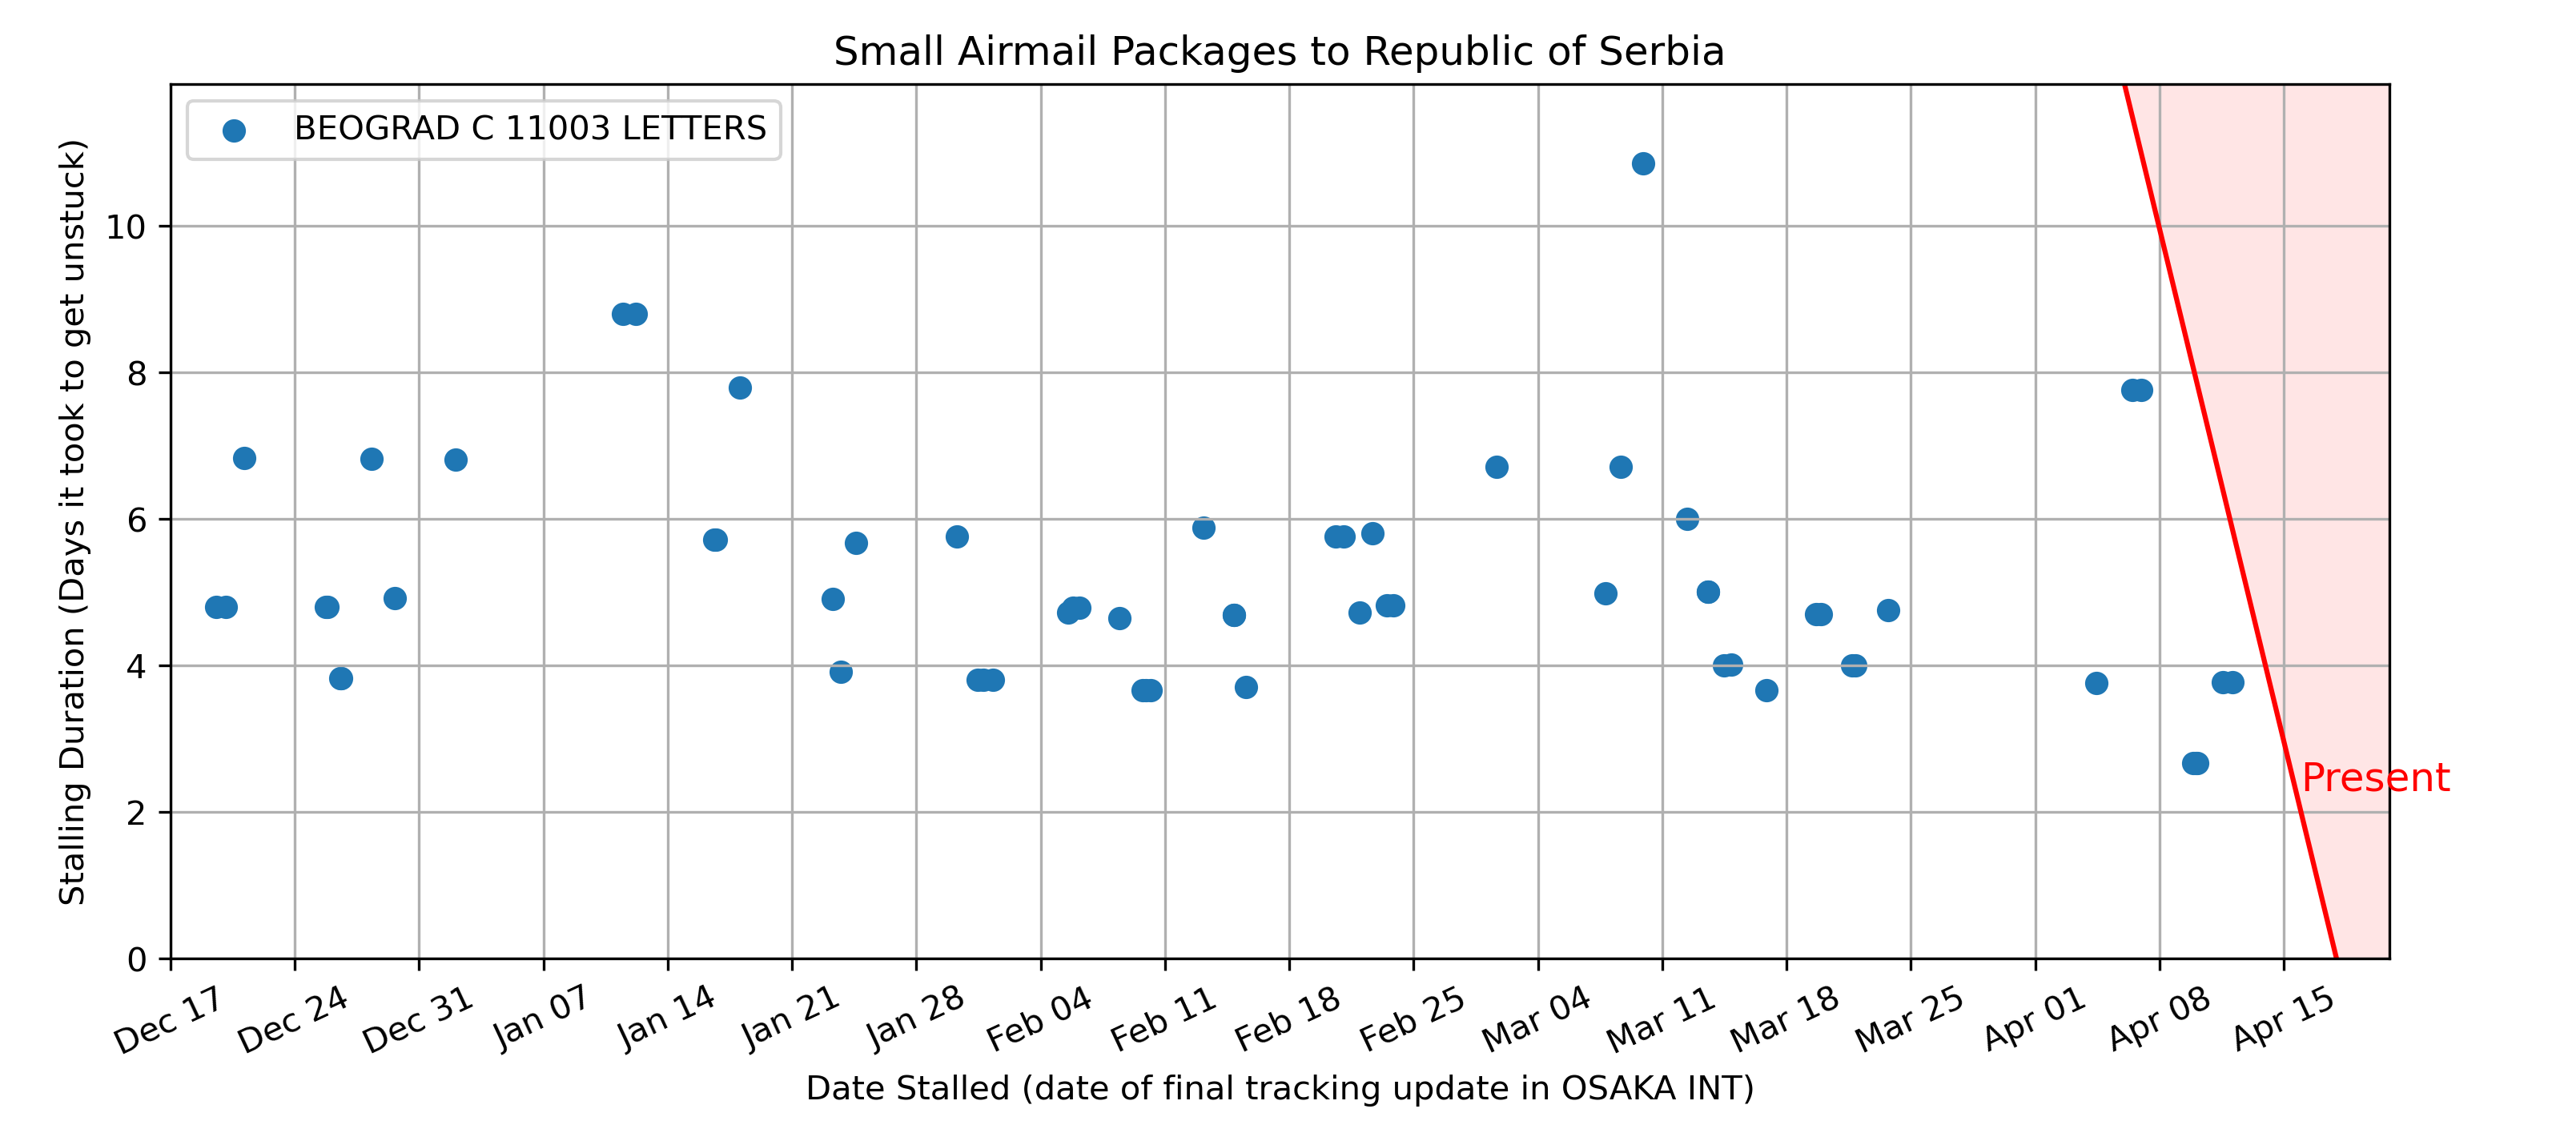 Small Airmail Packages to Republic of Serbia
BEOGRAD C 11003 LETTERS
Stalling Duration (Days it took to get unstuck)
10
8
6
4
2
0
Present
Dec 17
Dec 24
Dec 31
Jan 07
Jan 14
Jan 21
Jan 28
Feb 04
Feb 11
Feb 18
Feb 25
Mar 04
Mar 11
Mar 18
Mar 25
Apr 01
Apr 08
Apr 15
Date Stalled (date of final tracking update in OSAKA INT)